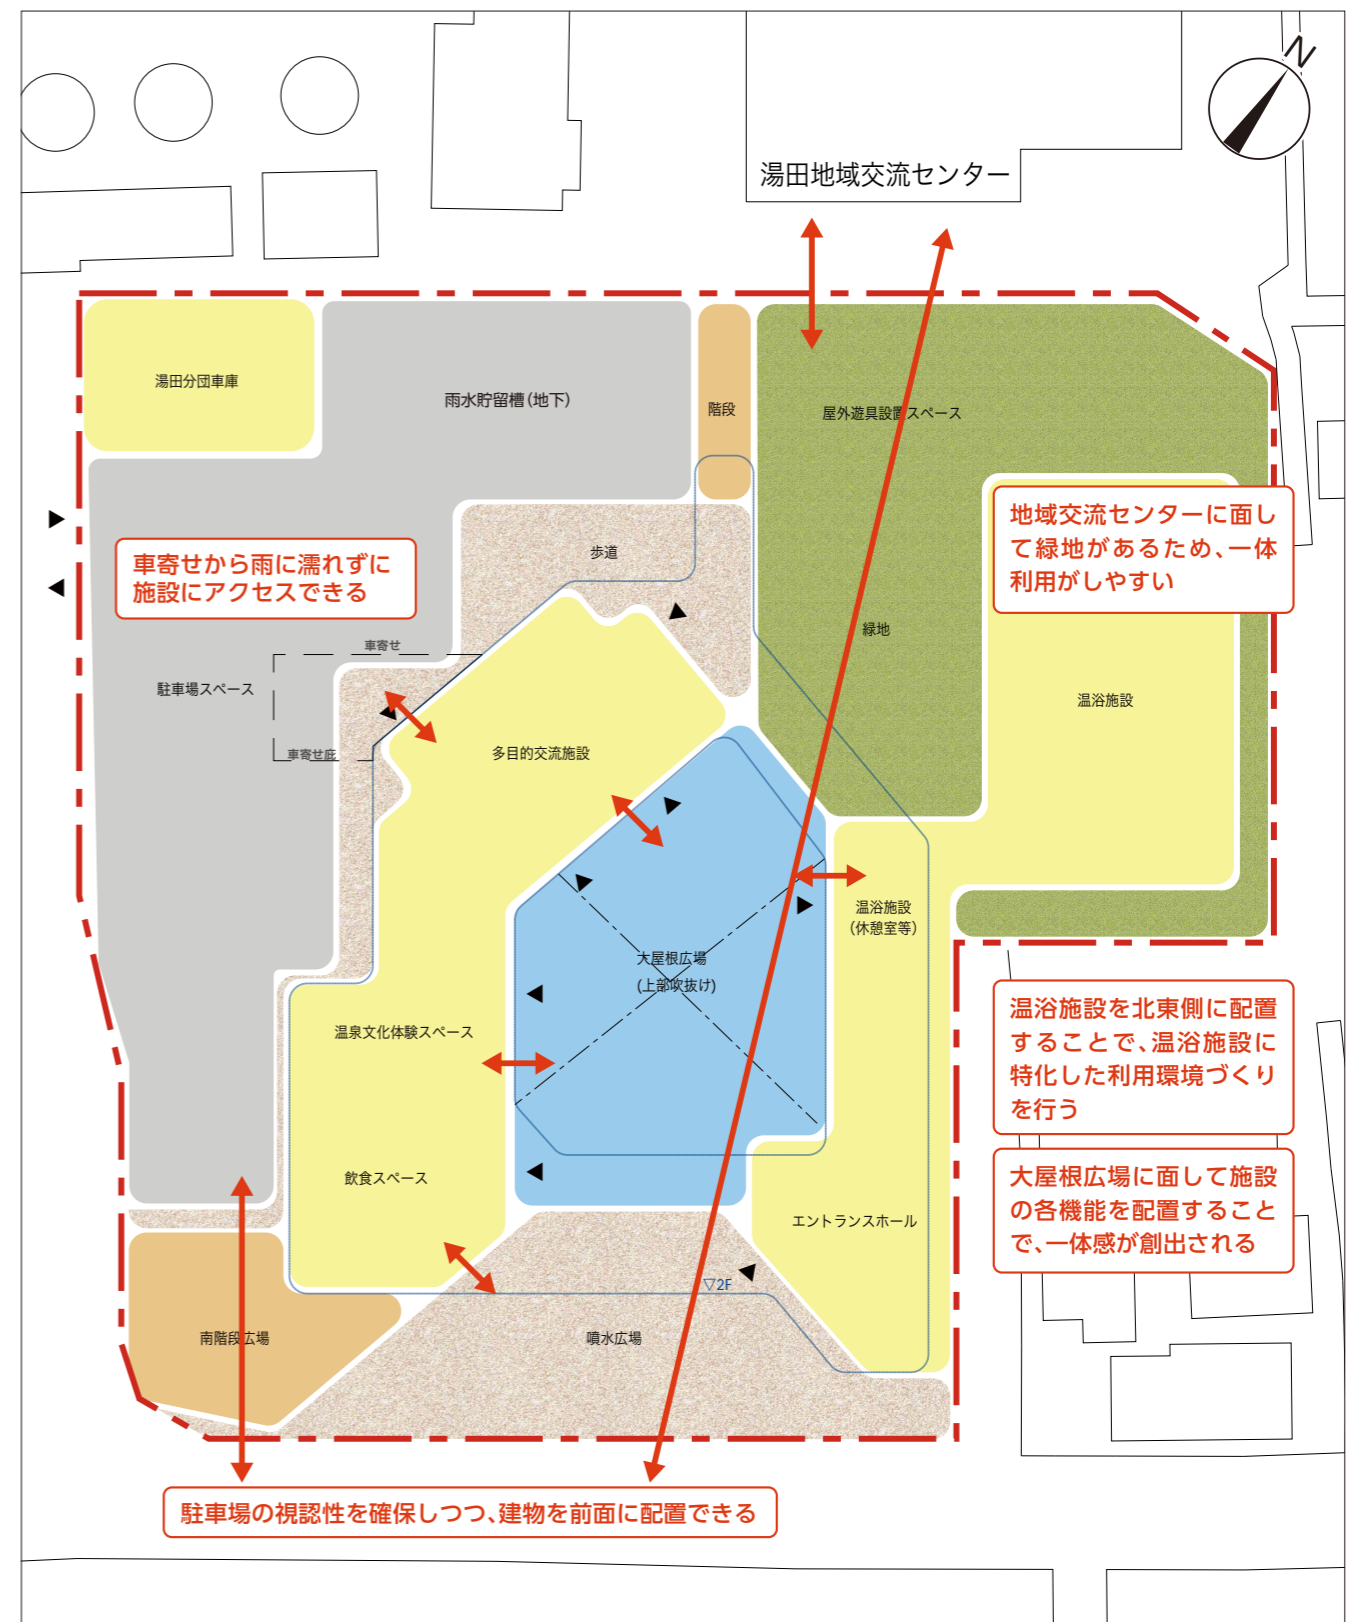 N
湯田地域交流センター
湯田分団車庫
雨水貯留槽(地下)
階段
屋外遊具設置スペース
地域交流センターに面し
て緑地があるため、一体
利用がしやすい
車寄せから雨に濡れずに
施設にアクセスできる
歩道
緑地
車寄せ
駐車場スペース
車寄せ庇
多目的交流施設
温浴施設
温浴施設
(休憩室等)
大屋根広場
(上部吹抜け)
温泉文化体験スペース
温浴施設を北東側に配置
することで、温浴施設に
特化した利用環境づくり
を行う
飲食スペース
エントランスホール
大屋根広場に面して施設
の各機能を配置すること
で、一体感が創出される
▽2F
南階段広場
噴水広場
駐車場の視認性を確保しつつ、建物を前面に配置できる